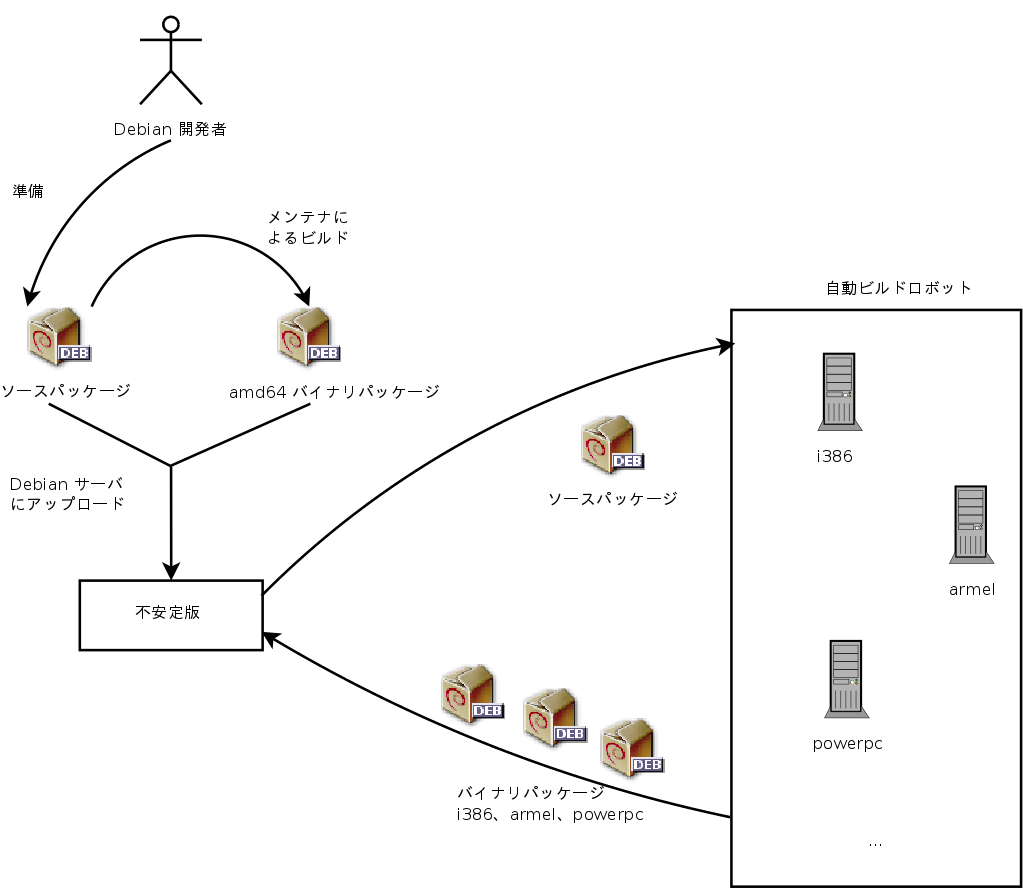 Debian 開発者
準備
メンテナに
よるビルド
DEB
DEB
ソースパッケージ
amd64 バイナリパッケージ
Debian サーバ
にアップロード
不安定版
自動ビルドロボット
DEB
ソースパッケージ
i386
armel
powerpc
...
DEB
DEB
DEB
バイナリパッケージ
i386、armel、powerpc